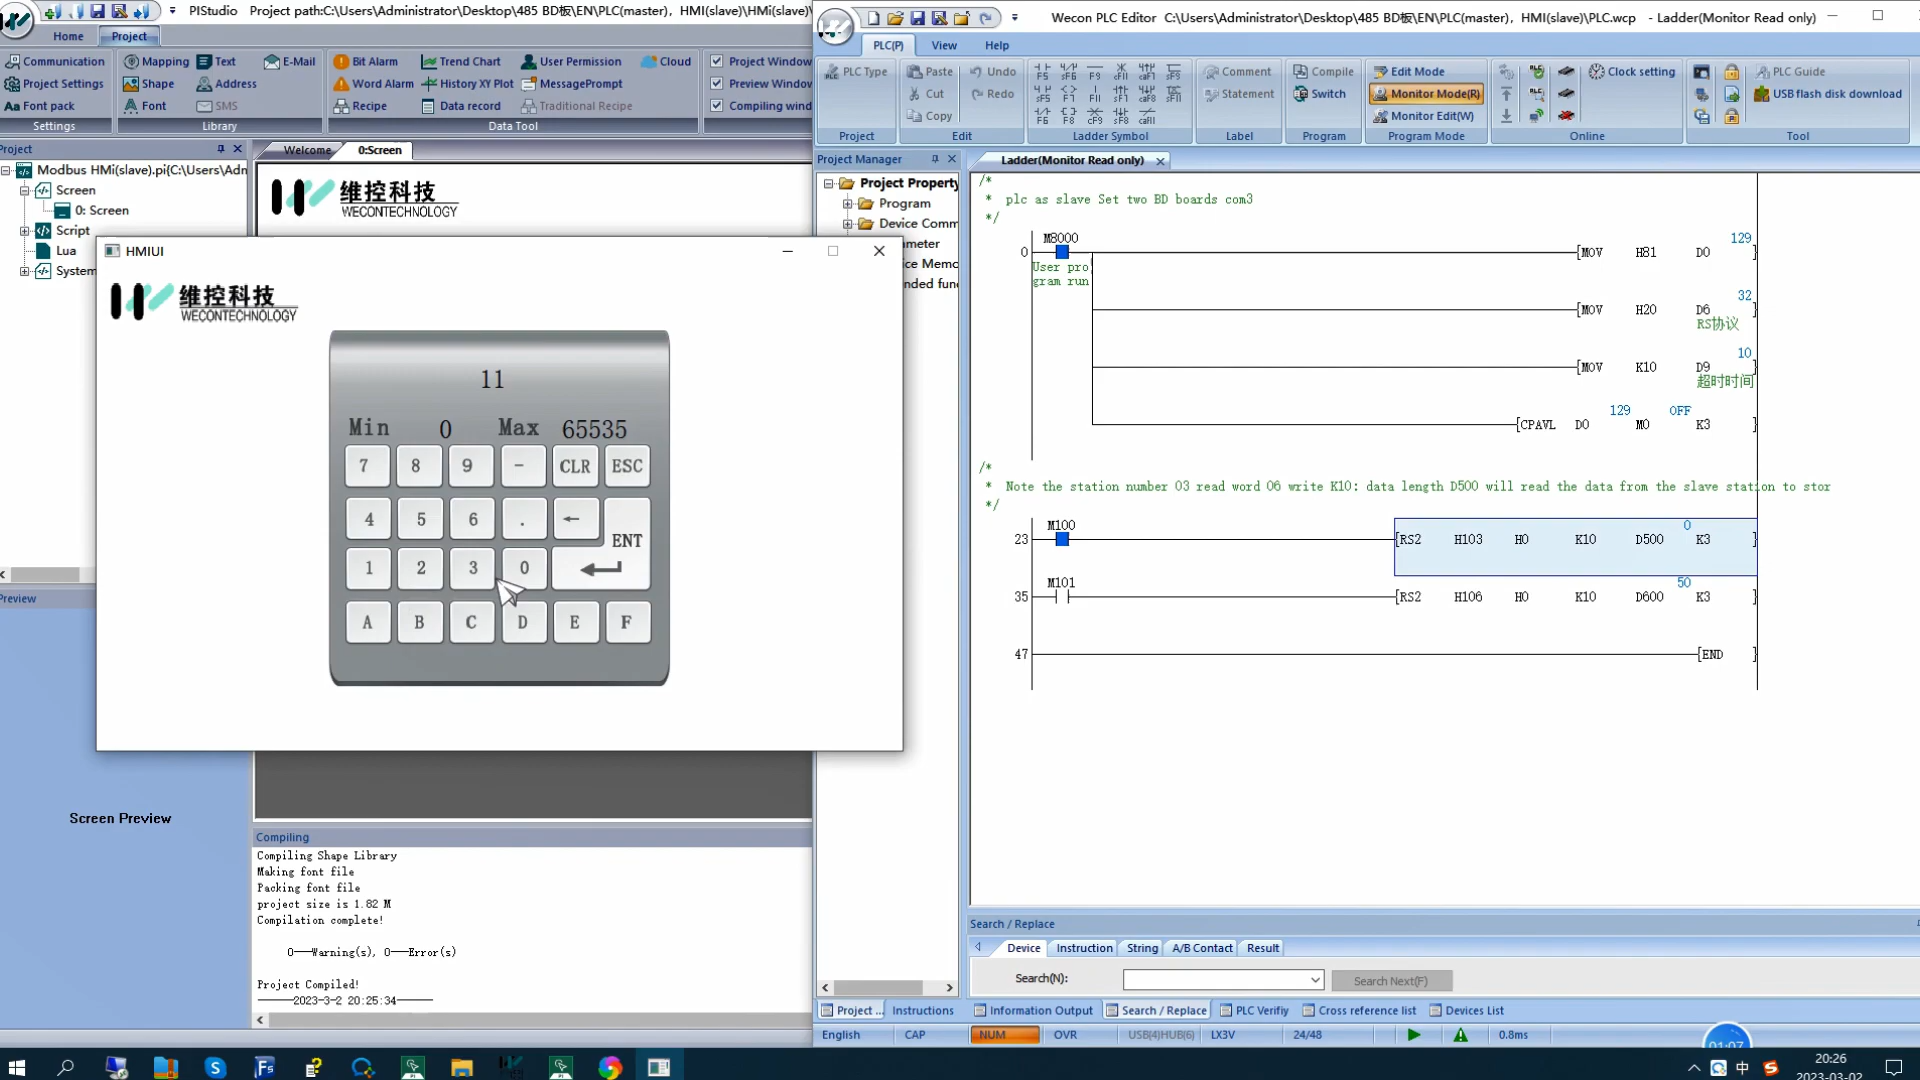 PIStudio Project path:C:\Users\Administrator\Desktop\485 BD板\EN\PLC(master), HMI(slave)\HMi(slave)
Home Project
Communication
Project Settings
Font pack
Settings
Mapping Text E-Mail
Shape Address
Font SMS
Library
Bit Alarm Trend Chart User Permission Cloud
Word Alarm History XY Plot MessagePrompt
Recipe Data record Traditional Recipe
Data Tool
Project Window
Preview Window
Compiling wind
Project
Modbus HMi(slave).pi{C:\Users\Adn
Screen
0: Screen
Script
Lua
System
Welcome 0:Screen
维控科技
WECONTECHNOLOGY
HMIUI
维控科技
WECONTECHNOLOGY
11
Min 0 Max 65535
7 8 9 - CLR ESC
4 5 6 . ←
ENT
1 2 3 0
A B C D E F
Preview
Screen Preview
Compiling
Compiling Shape Library
Making font file
Packing font file
project size is 1.82 M
Compilation complete!
0——Warning(s), 0——Error(s)
Project Compiled!
———2023-3-2 20:25:34———
Wecon PLC Editor C:\Users\Administrator\Desktop\485 BD板\EN\PLC(master), HMI(slave)\PLC.wcp - Ladder(Monitor Read only)
PLC(P) View Help
PLC Type
Project
Paste Undo
Cut Redo
Copy
Edit
Ladder Symbol
Comment
Statement
Label
Compile
Switch
Program
Edit Mode
Monitor Mode(R)
Monitor Edit(W)
Program Mode
Clock setting
Online
PLC Guide
USB flash disk download
Tool
Project Manager
Project Property
Program
Device Comm
ameter
ice Memo
nded func
Ladder(Monitor Read only)
/*
* plc as slave Set two BD boards com3
*/
M8000 129
0 [MOV H81 D0 ]
User pro
gram run
32
[MOV H20 D6 ]
RS协议
10
[MOV K10 D9 ]
超时时间
129 OFF
[CPAVL D0 M0 K3 ]
/*
* Note the station number 03 read word 06 write K10: data length D500 will read the data from the slave station to stor
*/
M100 0
23 [RS2 H103 H0 K10 D500 K3 ]
M101 50
35 [RS2 H106 H0 K10 D600 K3 ]
47 [END ]
Search / Replace
Device Instruction String A/B Contact Result
Search(N): Search Next(F)
Project ... Instructions Information Output Search / Replace PLC Verifiy Cross reference list Devices List
English CAP NUM OVR USB(4)HUB(6) LX3V 24/48 0.8ms
01:07
中
20:26
2023-03-02